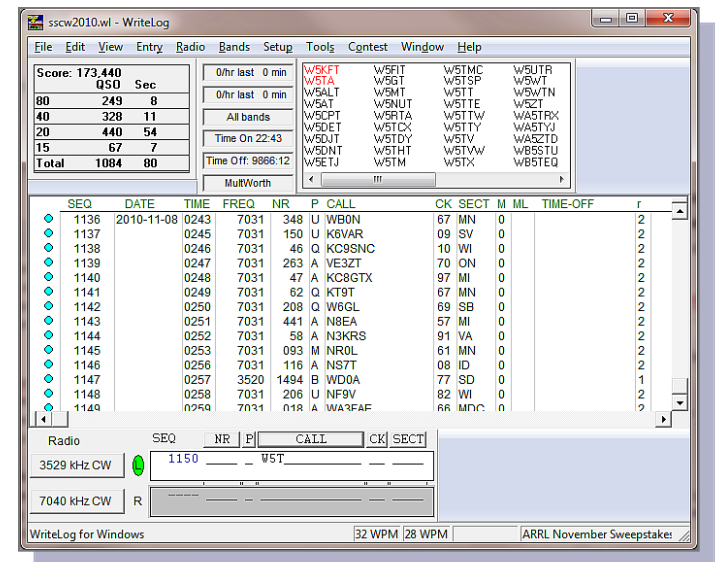 sscw2010.wl - WriteLog
File Edit View Entry Radio Bands Setup Tools Contest Window Help
Score: 173,440
QSO Sec
80 249 8
40 328 11
20 440 54
15 67 7
Total 1084 80
0/hr last 0 min
0/hr last 0 min
All bands
Time On 22:43
Time Off: 9866:12
MultWorth
W5KFT W5FIT W5TMC W5UTR
W5TA W5GT W5TSP W5WT
W5ALT W5MT W5TT W5WTN
W5AT W5NUT W5TTE W5ZT
W5CPT W5RTA W5TTW WA5TRX
W5DET W5TCX W5TTY WA5TYJ
W5DJT W5TDY W5TV WA5ZTD
W5DNT W5THT W5TVW WB5STU
W5ETJ W5TM W5TX WB5TEQ
SEQ DATE TIME FREQ NR P CALL CK SECT M ML TIME-OFF r
1136 2010-11-08 0243 7031 348 U WB0N 67 MN 0 2
1137 0245 7031 150 U K6VAR 09 SV 0 2
1138 0246 7031 46 Q KC9SNC 10 WI 0 2
1139 0247 7031 263 A VE3ZT 70 ON 0 2
1140 0248 7031 47 A KC8GTX 97 MI 0 2
1141 0249 7031 62 Q KT9T 67 MN 0 2
1142 0250 7031 208 Q W6GL 69 SB 0 2
1143 0251 7031 441 A N8EA 57 MI 0 2
1144 0252 7031 58 A N3KRS 91 VA 0 2
1145 0253 7031 093 M NR0L 61 MN 0 2
1146 0256 7031 116 A NS7T 08 ID 0 2
1147 0257 3520 1494 B WD0A 77 SD 0 1
1148 0258 7031 206 U NF9V 82 WI 0 2
1149 0259 7031 018 A WA3FAE 66 MDC 0 2
Radio SEQ NR P CALL CK SECT
3529 kHz CW L 1150 W5T
7040 kHz CW R
WriteLog for Windows 32 WPM 28 WPM ARRL November Sweepstakes